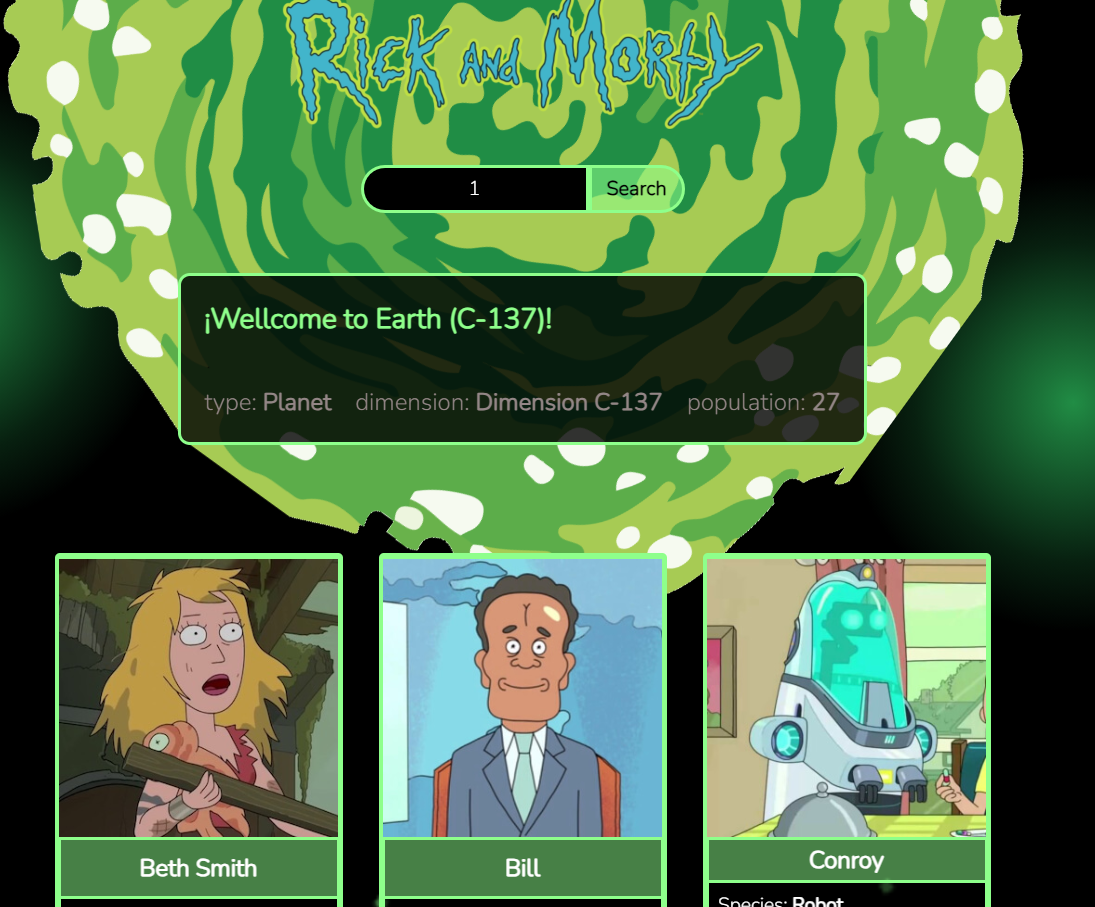 Rick and Morty
1
Search
¡Wellcome to Earth (C-137)!
type: Planet dimension: Dimension C-137 population: 27
Beth Smith
Bill
Conroy
Species: Robot